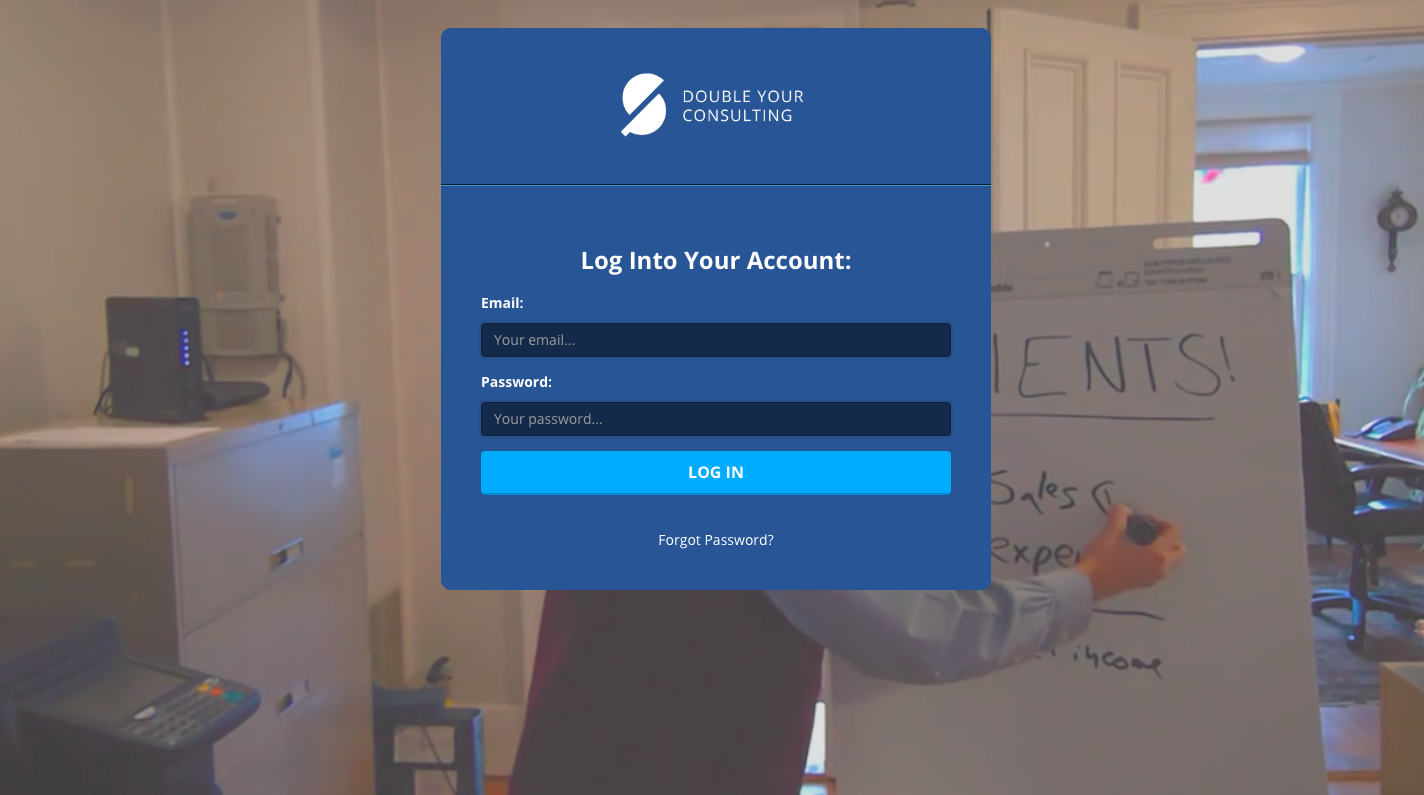 DOUBLE YOUR
CONSULTING
Log Into Your Account:
Email:
Your email...
Password:
Your password...
LOG IN
Forgot Password?
IENTS!
Sales
expe
income